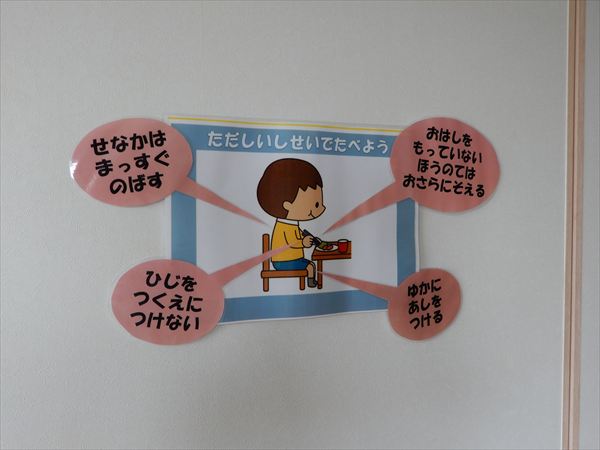 ただしいしせいでたべよう
せなかは
まっすぐ
のばす
おはしを
もっていない
ほうのては
おさらにそえる
ひじを
つくえに
つけない
ゆかに
あしを
つける